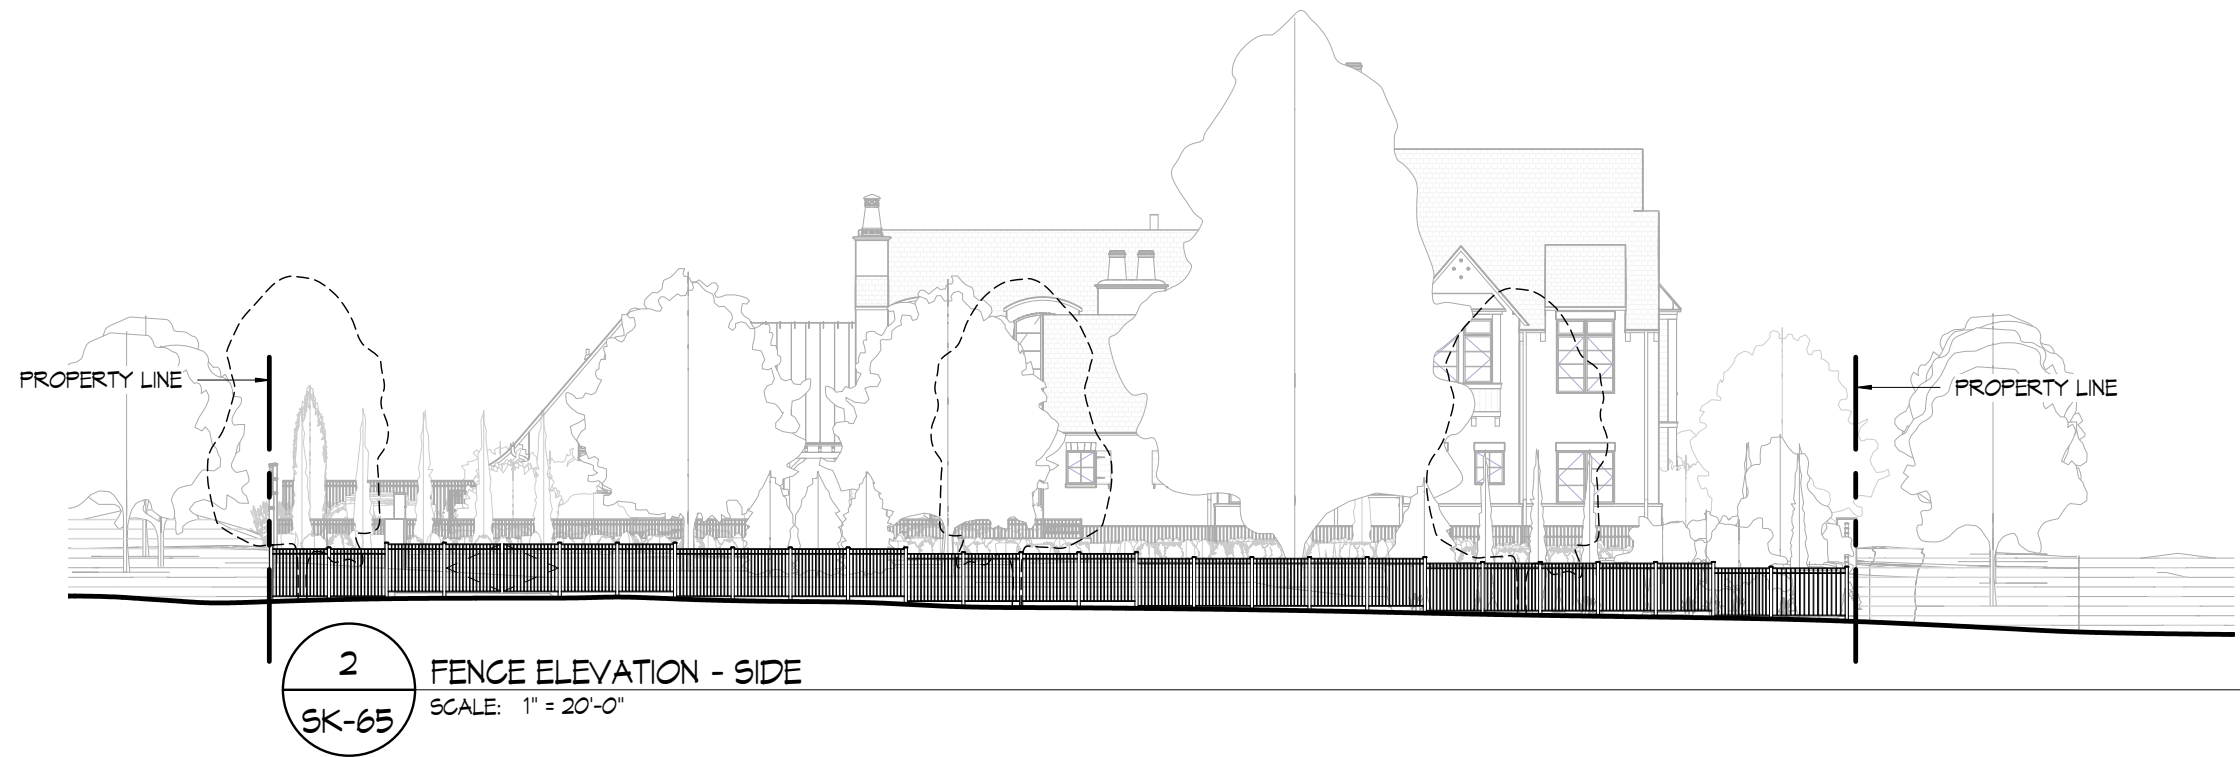 PROPERTY LINE
PROPERTY LINE
2
SK-65
FENCE ELEVATION - SIDE
SCALE: 1" = 20'-0"